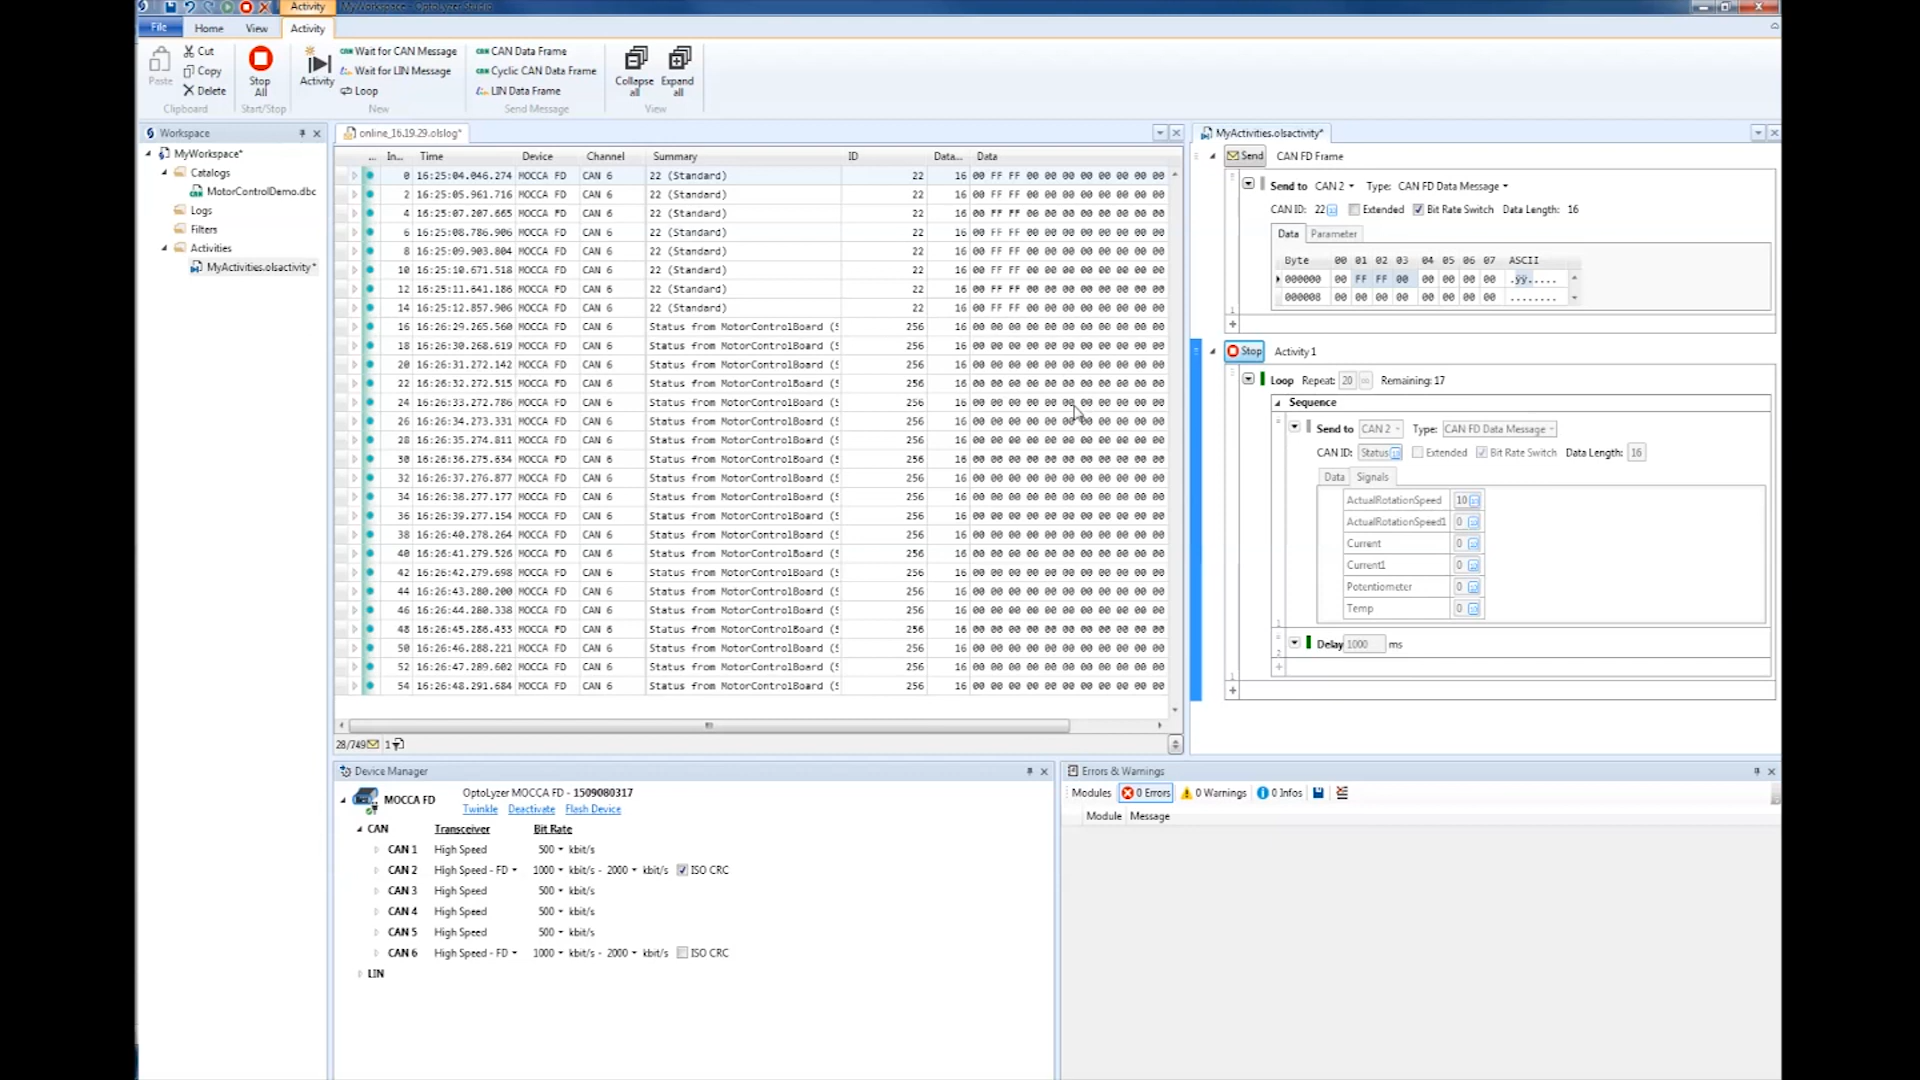 Activity
MyWorkspace - OptoLyzer Studio
File Home View Activity
Paste
Cut
Copy
Delete
Clipboard
Stop All
Start/Stop
Activity
Wait for CAN Message
Wait for LIN Message
Loop
New
CAN Data Frame
Cyclic CAN Data Frame
LIN Data Frame
Send Message
Collapse all
Expand all
View
Workspace
MyWorkspace*
Catalogs
MotorControlDemo.dbc
Logs
Filters
Activities
MyActivities.olsactivity*
online_16.19.29.olslog*
... In... Time Device Channel Summary ID Data... Data
0 16:25:04.046.274 MOCCA FD CAN 6 22 (Standard) 22 16 00 FF FF 00 00 00 00 00 00 00 00
2 16:25:05.961.716 MOCCA FD CAN 6 22 (Standard) 22 16 00 FF FF 00 00 00 00 00 00 00 00
4 16:25:07.207.665 MOCCA FD CAN 6 22 (Standard) 22 16 00 FF FF 00 00 00 00 00 00 00 00
6 16:25:08.786.906 MOCCA FD CAN 6 22 (Standard) 22 16 00 FF FF 00 00 00 00 00 00 00 00
8 16:25:09.903.804 MOCCA FD CAN 6 22 (Standard) 22 16 00 FF FF 00 00 00 00 00 00 00 00
10 16:25:10.671.518 MOCCA FD CAN 6 22 (Standard) 22 16 00 FF FF 00 00 00 00 00 00 00 00
12 16:25:11.641.186 MOCCA FD CAN 6 22 (Standard) 22 16 00 FF FF 00 00 00 00 00 00 00 00
14 16:25:12.857.906 MOCCA FD CAN 6 22 (Standard) 22 16 00 FF FF 00 00 00 00 00 00 00 00
16 16:26:29.265.560 MOCCA FD CAN 6 Status from MotorControlBoard (S 256 16 00 00 00 00 00 00 00 00 00 00 00
18 16:26:30.268.619 MOCCA FD CAN 6 Status from MotorControlBoard (S 256 16 00 00 00 00 00 00 00 00 00 00 00
20 16:26:31.272.142 MOCCA FD CAN 6 Status from MotorControlBoard (S 256 16 00 00 00 00 00 00 00 00 00 00 00
22 16:26:32.272.515 MOCCA FD CAN 6 Status from MotorControlBoard (S 256 16 00 00 00 00 00 00 00 00 00 00 00
24 16:26:33.272.786 MOCCA FD CAN 6 Status from MotorControlBoard (S 256 16 00 00 00 00 00 00 00 00 00 00 00
26 16:26:34.273.331 MOCCA FD CAN 6 Status from MotorControlBoard (S 256 16 00 00 00 00 00 00 00 00 00 00 00
28 16:26:35.274.811 MOCCA FD CAN 6 Status from MotorControlBoard (S 256 16 00 00 00 00 00 00 00 00 00 00 00
30 16:26:36.275.634 MOCCA FD CAN 6 Status from MotorControlBoard (S 256 16 00 00 00 00 00 00 00 00 00 00 00
32 16:26:37.276.877 MOCCA FD CAN 6 Status from MotorControlBoard (S 256 16 00 00 00 00 00 00 00 00 00 00 00
34 16:26:38.277.177 MOCCA FD CAN 6 Status from MotorControlBoard (S 256 16 00 00 00 00 00 00 00 00 00 00 00
36 16:26:39.277.154 MOCCA FD CAN 6 Status from MotorControlBoard (S 256 16 00 00 00 00 00 00 00 00 00 00 00
38 16:26:40.278.264 MOCCA FD CAN 6 Status from MotorControlBoard (S 256 16 00 00 00 00 00 00 00 00 00 00 00
40 16:26:41.279.526 MOCCA FD CAN 6 Status from MotorControlBoard (S 256 16 00 00 00 00 00 00 00 00 00 00 00
42 16:26:42.279.698 MOCCA FD CAN 6 Status from MotorControlBoard (S 256 16 00 00 00 00 00 00 00 00 00 00 00
44 16:26:43.280.200 MOCCA FD CAN 6 Status from MotorControlBoard (S 256 16 00 00 00 00 00 00 00 00 00 00 00
46 16:26:44.280.338 MOCCA FD CAN 6 Status from MotorControlBoard (S 256 16 00 00 00 00 00 00 00 00 00 00 00
48 16:26:45.286.433 MOCCA FD CAN 6 Status from MotorControlBoard (S 256 16 00 00 00 00 00 00 00 00 00 00 00
50 16:26:46.288.221 MOCCA FD CAN 6 Status from MotorControlBoard (S 256 16 00 00 00 00 00 00 00 00 00 00 00
52 16:26:47.289.602 MOCCA FD CAN 6 Status from MotorControlBoard (S 256 16 00 00 00 00 00 00 00 00 00 00 00
54 16:26:48.291.684 MOCCA FD CAN 6 Status from MotorControlBoard (S 256 16 00 00 00 00 00 00 00 00 00 00 00
28/749 1
MyActivities.olsactivity*
Send CAN FD Frame
Send to CAN 2 Type: CAN FD Data Message
CAN ID: 22 Extended Bit Rate Switch Data Length: 16
Data Parameter
Byte 00 01 02 03 04 05 06 07 ASCII
000000 00 FF FF 00 00 00 00 00 .ÿÿ.....
000008 00 00 00 00 00 00 00 00 ........
1
Stop Activity 1
Loop Repeat: 20 Remaining: 17
Sequence
Send to CAN 2 Type: CAN FD Data Message
CAN ID: Status Extended Bit Rate Switch Data Length: 16
Data Signals
ActualRotationSpeed 10
ActualRotationSpeed1 0
Current 0
Current1 0
Potentiometer 0
Temp 0
1
Delay 1000 ms
2
1
Device Manager
MOCCA FD OptoLyzer MOCCA FD - 1509080317
Twinkle Deactivate Flash Device
CAN Transceiver Bit Rate
CAN 1 High Speed 500 kbit/s
CAN 2 High Speed - FD 1000 kbit/s - 2000 kbit/s ISO CRC
CAN 3 High Speed 500 kbit/s
CAN 4 High Speed 500 kbit/s
CAN 5 High Speed 500 kbit/s
CAN 6 High Speed - FD 1000 kbit/s - 2000 kbit/s ISO CRC
LIN
Errors & Warnings
Modules 0 Errors 0 Warnings 0 Infos
Module Message